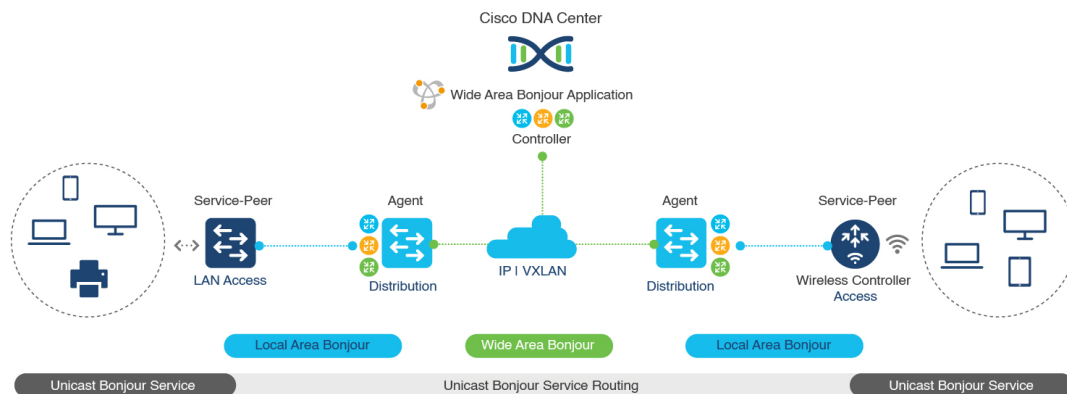 Cisco DNA Center
Wide Area Bonjour Application
Controller
Service-Peer
Agent
Agent
Service-Peer
IP | VXLAN
LAN Access
Distribution
Distribution
Wireless Controller
Access
Local Area Bonjour
Wide Area Bonjour
Local Area Bonjour
Unicast Bonjour Service
Unicast Bonjour Service Routing
Unicast Bonjour Service